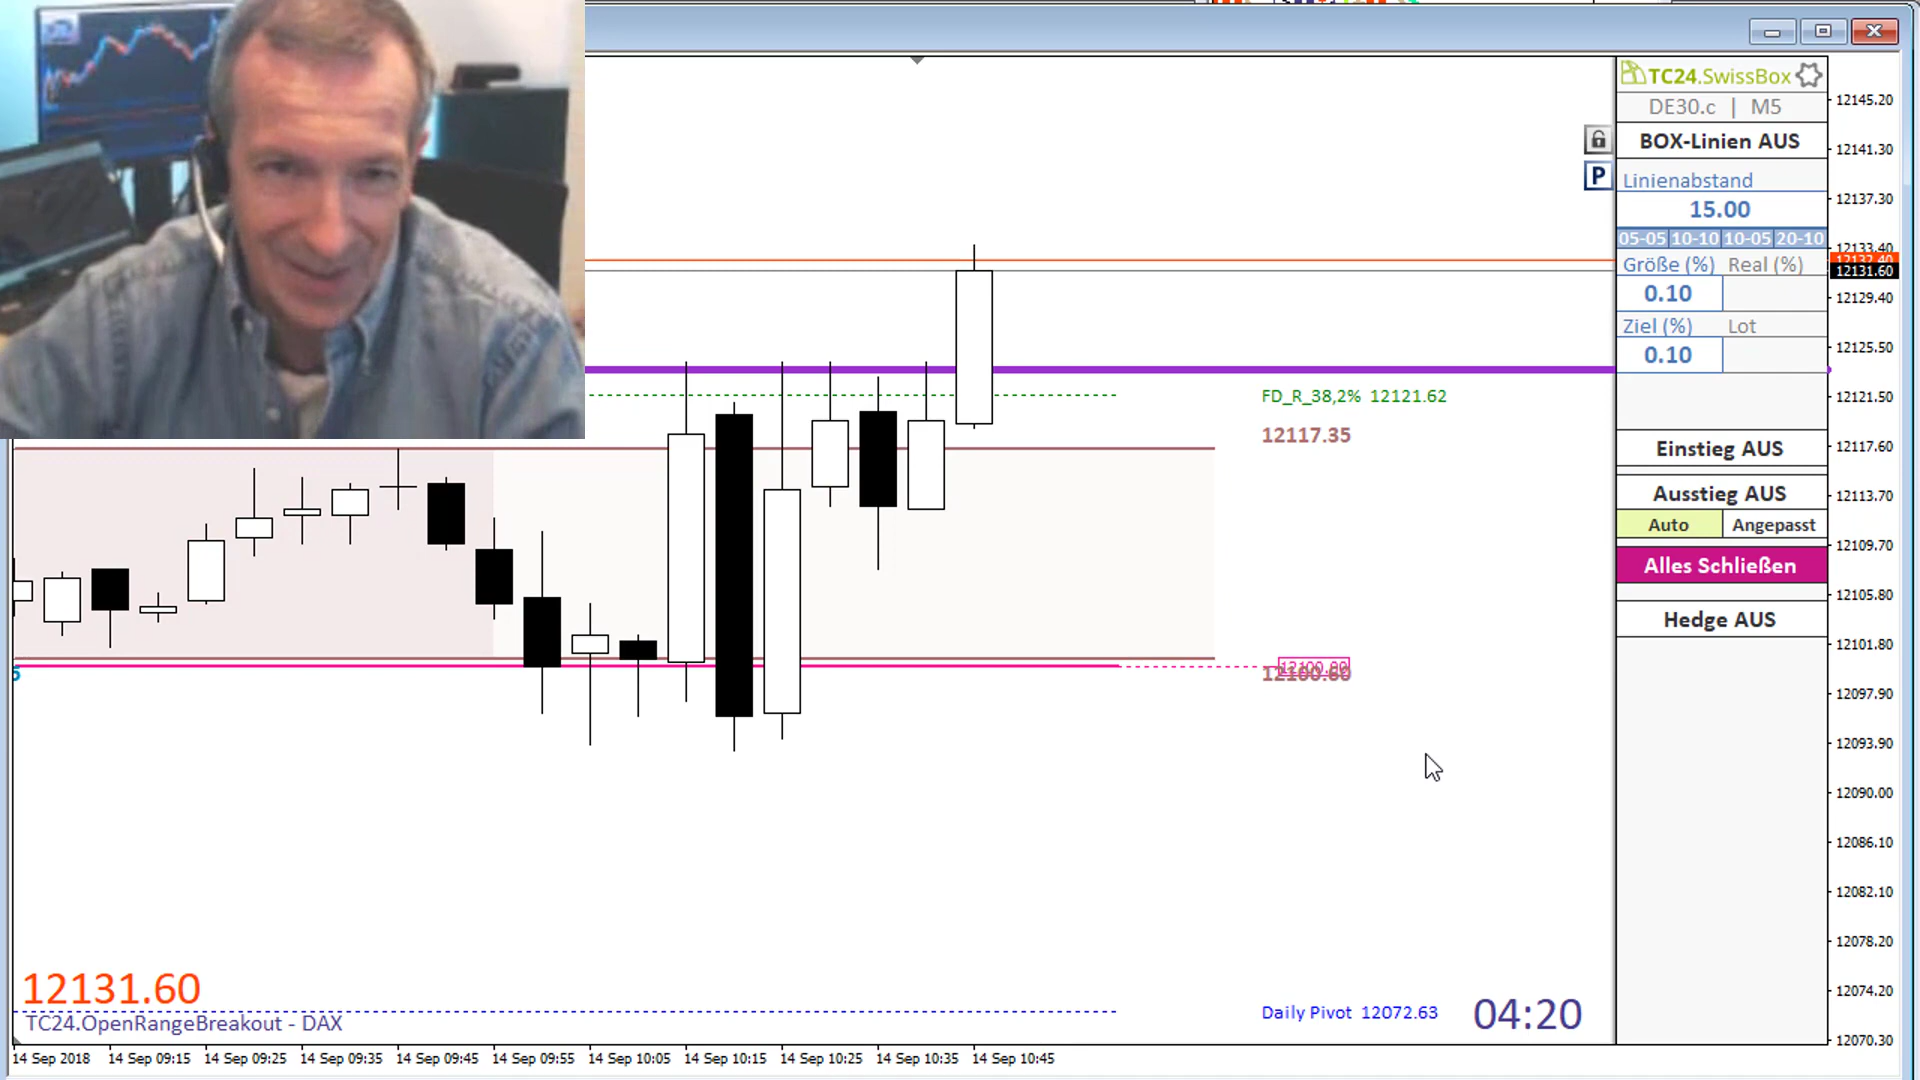 TC24.SwissBox
DE30.c | M5
BOX-Linien AUS
Linienabstand
15.00
05-05 10-10 10-05 20-10
Größe (%) Real (%)
0.10
Ziel (%) Lot
0.10
Einstieg AUS
Ausstieg AUS
Auto Angepasst
Alles Schließen
Hedge AUS
P
12145.20
12141.30
12137.30
12133.40
12132.40
12131.60
12129.40
12125.50
12121.50
12117.60
12113.70
12109.70
12105.80
12101.80
12097.90
12093.90
12090.00
12086.10
12082.10
12078.20
12074.20
12070.30
FD_R_38,2% 12121.62
12117.35
12100.60
Daily Pivot 12072.63
04:20
12131.60
TC24.OpenRangeBreakout - DAX
14 Sep 2018 14 Sep 09:15 14 Sep 09:25 14 Sep 09:35 14 Sep 09:45 14 Sep 09:55 14 Sep 10:05 14 Sep 10:15 14 Sep 10:25 14 Sep 10:35 14 Sep 10:45